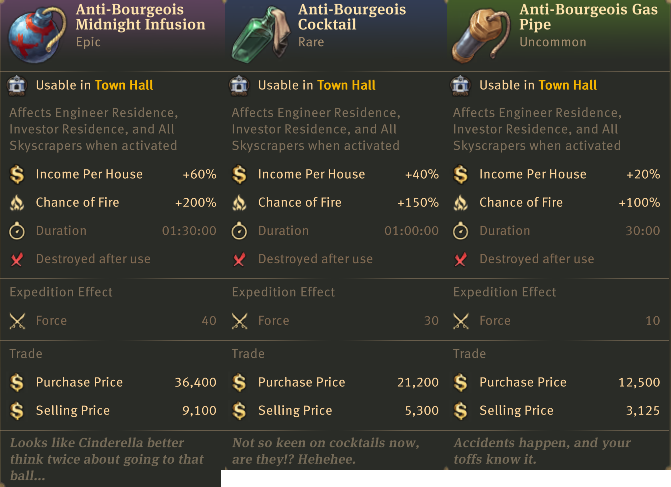 Anti-Bourgeois
Midnight Infusion
Epic
Usable in Town Hall
Affects Engineer Residence,
Investor Residence, and All
Skyscrapers when activated
Income Per House +60%
Chance of Fire +200%
Duration 01:30:00
Destroyed after use
Expedition Effect
Force 40
Trade
Purchase Price 36,400
Selling Price 9,100
Looks like Cinderella better
think twice about going to that
ball...
Anti-Bourgeois
Cocktail
Rare
Usable in Town Hall
Affects Engineer Residence,
Investor Residence, and All
Skyscrapers when activated
Income Per House +40%
Chance of Fire +150%
Duration 01:00:00
Destroyed after use
Expedition Effect
Force 30
Trade
Purchase Price 21,200
Selling Price 5,300
Not so keen on cocktails now,
are they!? Hehehee.
Anti-Bourgeois Gas
Pipe
Uncommon
Usable in Town Hall
Affects Engineer Residence,
Investor Residence, and All
Skyscrapers when activated
Income Per House +20%
Chance of Fire +100%
Duration 30:00
Destroyed after use
Expedition Effect
Force 10
Trade
Purchase Price 12,500
Selling Price 3,125
Accidents happen, and your
toffs know it.